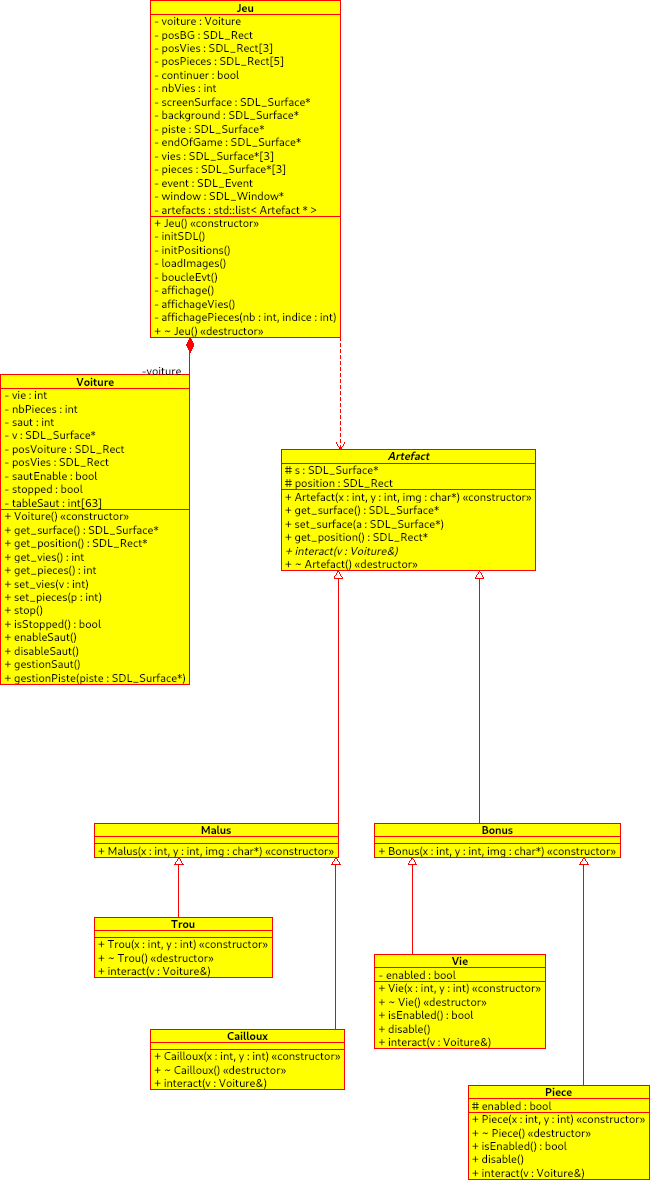 Jeu
- voiture : Voiture
- posBG : SDL_Rect
- posVies : SDL_Rect[3]
- posPieces : SDL_Rect[5]
- continuer : bool
- nbVies : int
- screenSurface : SDL_Surface*
- background : SDL_Surface*
- piste : SDL_Surface*
- endOfGame : SDL_Surface*
- vies : SDL_Surface*[3]
- pieces : SDL_Surface*[3]
- event : SDL_Event
- window : SDL_Window*
- artefacts : std::list< Artefact * >
+ Jeu() «constructor»
- initSDL()
- initPositions()
- loadImages()
- boucleEvt()
- affichage()
- affichageVies()
- affichagePieces(nb : int, indice : int)
+ ~ Jeu() «destructor»
-voiture
Voiture
- vie : int
- nbPieces : int
- saut : int
- v : SDL_Surface*
- posVoiture : SDL_Rect
- posVies : SDL_Rect
- sautEnable : bool
- stopped : bool
- tableSaut : int[63]
+ Voiture() «constructor»
+ get_surface() : SDL_Surface*
+ get_position() : SDL_Rect*
+ get_vies() : int
+ get_pieces() : int
+ set_vies(v : int)
+ set_pieces(p : int)
+ stop()
+ isStopped() : bool
+ enableSaut()
+ disableSaut()
+ gestionSaut()
+ gestionPiste(piste : SDL_Surface*)
Artefact
# s : SDL_Surface*
# position : SDL_Rect
+ Artefact(x : int, y : int, img : char*) «constructor»
+ get_surface() : SDL_Surface*
+ set_surface(a : SDL_Surface*)
+ get_position() : SDL_Rect*
+ interact(v : Voiture&)
+ ~ Artefact() «destructor»
Malus
+ Malus(x : int, y : int, img : char*) «constructor»
Bonus
+ Bonus(x : int, y : int, img : char*) «constructor»
Trou
+ Trou(x : int, y : int) «constructor»
+ ~ Trou() «destructor»
+ interact(v : Voiture&)
Vie
- enabled : bool
+ Vie(x : int, y : int) «constructor»
+ ~ Vie() «destructor»
+ isEnabled() : bool
+ disable()
+ interact(v : Voiture&)
Cailloux
+ Cailloux(x : int, y : int) «constructor»
+ ~ Cailloux() «destructor»
+ interact(v : Voiture&)
Piece
# enabled : bool
+ Piece(x : int, y : int) «constructor»
+ ~ Piece() «destructor»
+ isEnabled() : bool
+ disable()
+ interact(v : Voiture&)